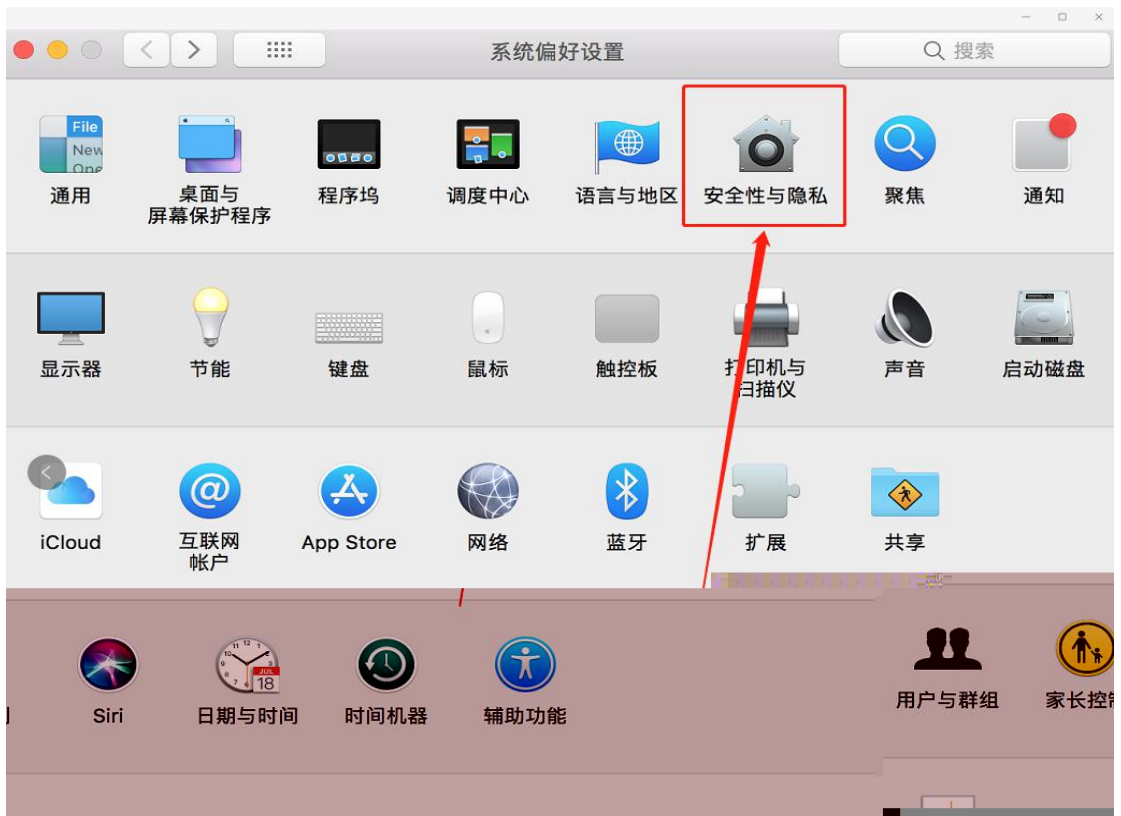 系统偏好设置
搜索
File
New
通用
桌面与
屏幕保护程序
程序坞
调度中心
语言与地区
安全性与隐私
聚焦
通知
显示器
节能
键盘
鼠标
触控板
打印机与
扫描仪
声音
启动磁盘
iCloud
互联网
帐户
App Store
网络
蓝牙
扩展
共享
JUL
18
Siri
日期与时间
时间机器
辅助功能
用户与群组
家长控制